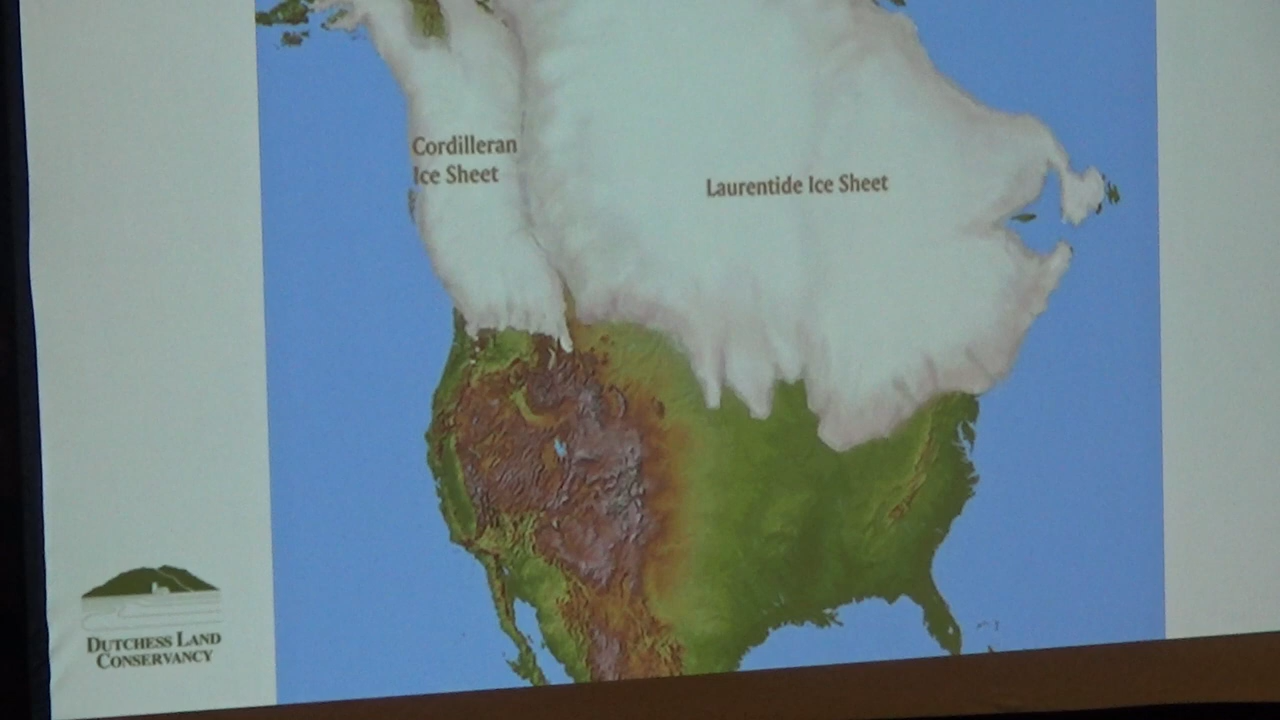 Cordilleran
Ice Sheet
Laurentide Ice Sheet
DUTCHESS LAND
CONSERVANCY